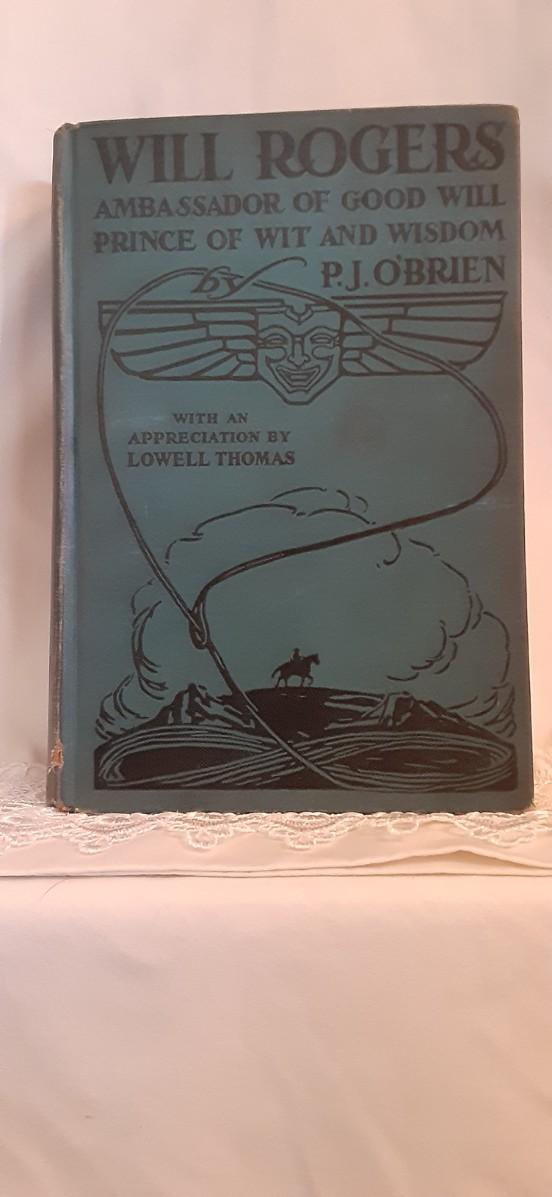 WILL ROGERS
AMBASSADOR OF GOOD WILL
PRINCE OF WIT AND WISDOM
by P.J. O'BRIEN
WITH AN
APPRECIATION BY
LOWELL THOMAS